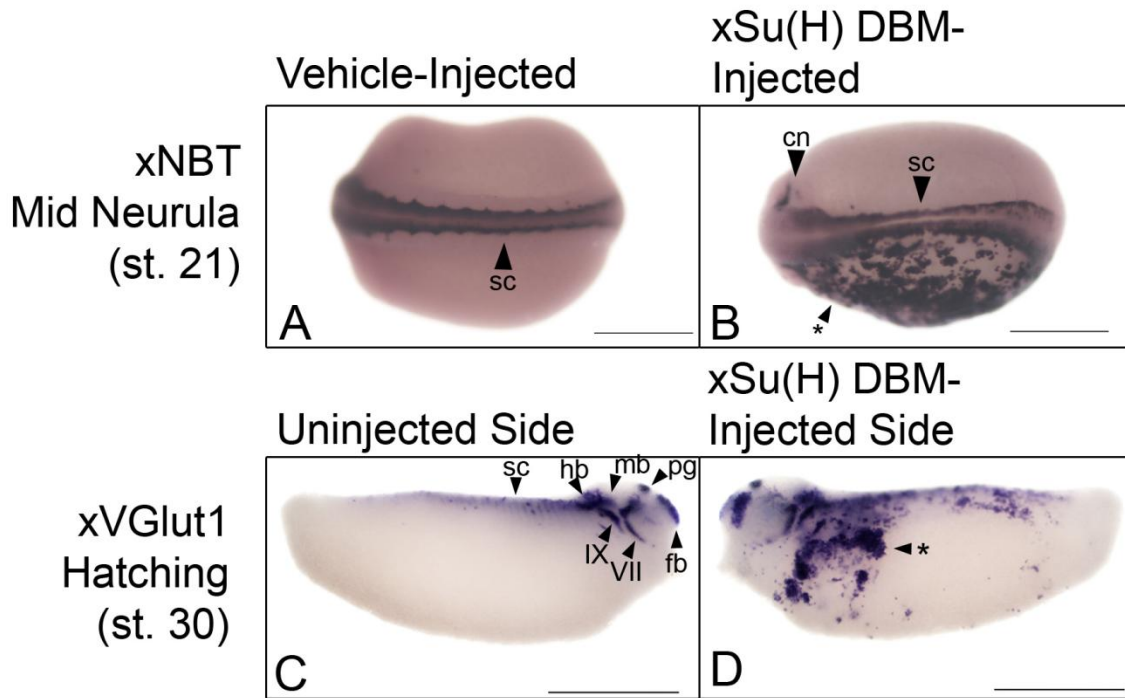 Vehicle-Injected
xSu(H) DBM-
Injected
xNBT
Mid Neurula
(st. 21)
sc
A
cn
sc
*
B
Uninjected Side
xSu(H) DBM-
Injected Side
xVGlut1
Hatching
(st. 30)
sc
hb
mb
pg
IX
VII
fb
C
*
D